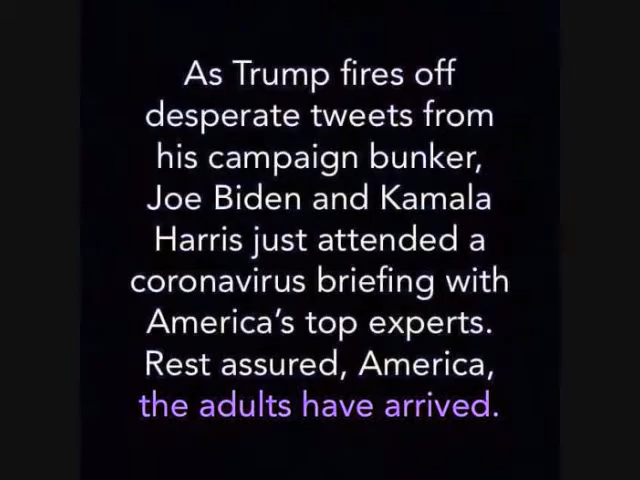 As Trump fires off
desperate tweets from
his campaign bunker,
Joe Biden and Kamala
Harris just attended a
coronavirus briefing with
America’s top experts.
Rest assured, America,
the adults have arrived.